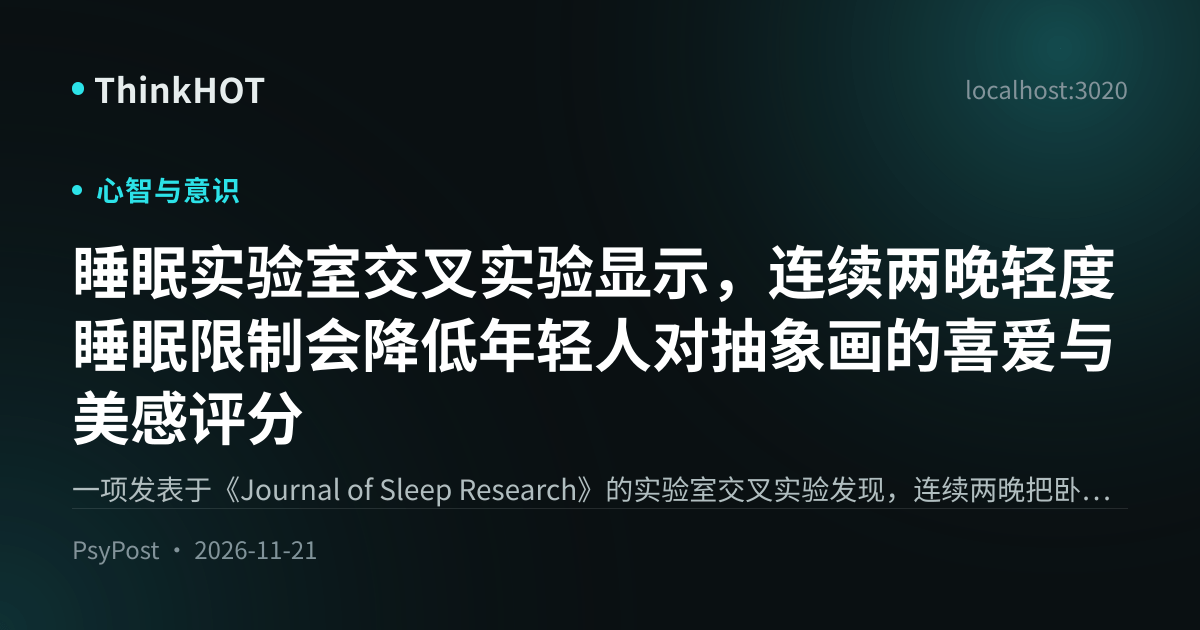 ThinkHOT
localhost:3020
心智与意识
睡眠实验室交叉实验显示，连续两晚轻度
睡眠限制会降低年轻人对抽象画的喜爱与
美感评分
一项发表于《Journal of Sleep Research》的实验室交叉实验发现，连续两晚把卧…
PsyPost · 2026-11-21